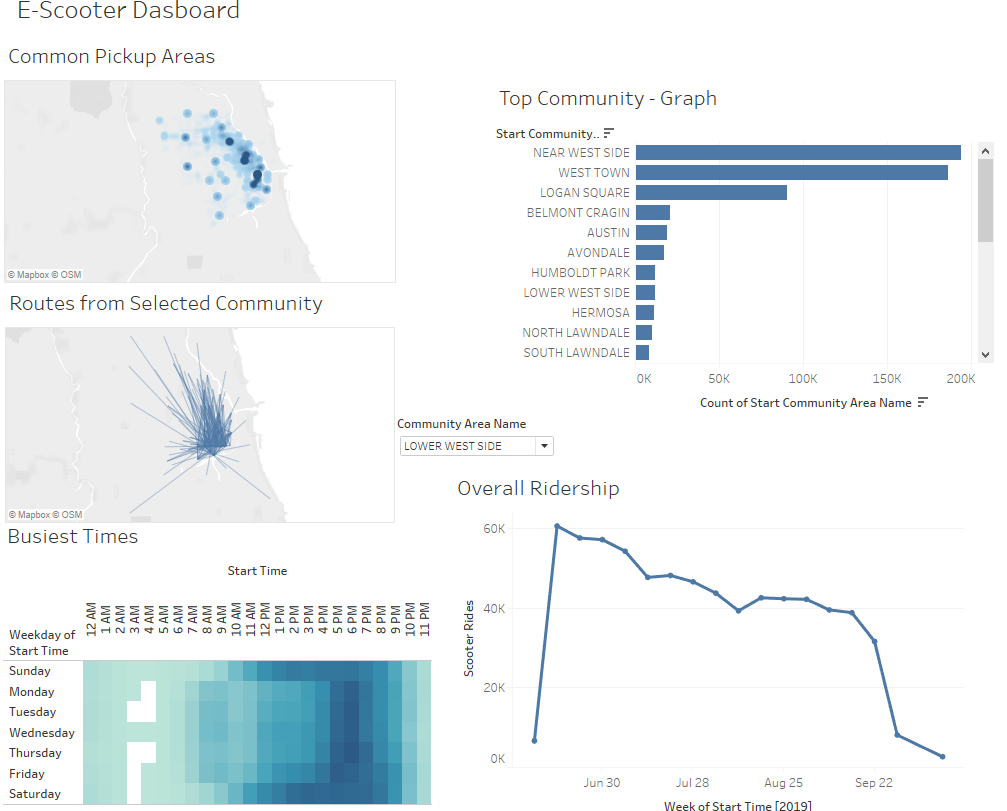 E-Scooter Dasboard
Common Pickup Areas
© Mapbox © OSM
Top Community - Graph
Start Community..
NEAR WEST SIDE
WEST TOWN
LOGAN SQUARE
BELMONT CRAGIN
AUSTIN
AVONDALE
HUMBOLDT PARK
LOWER WEST SIDE
HERMOSA
NORTH LAWNDALE
SOUTH LAWNDALE
0K 50K 100K 150K 200K
Count of Start Community Area Name
Routes from Selected Community
© Mapbox © OSM
Community Area Name
LOWER WEST SIDE
Busiest Times
Start Time
12 AM 1 AM 2 AM 3 AM 4 AM 5 AM 6 AM 7 AM 8 AM 9 AM 10 AM 11 AM 12 PM 1 PM 2 PM 3 PM 4 PM 5 PM 6 PM 7 PM 8 PM 9 PM 10 PM 11 PM
Weekday of
Start Time
Sunday
Monday
Tuesday
Wednesday
Thursday
Friday
Saturday
Overall Ridership
Scooter Rides
60K
40K
20K
0K
Jun 30 Jul 28 Aug 25 Sep 22
Week of Start Time [2019]